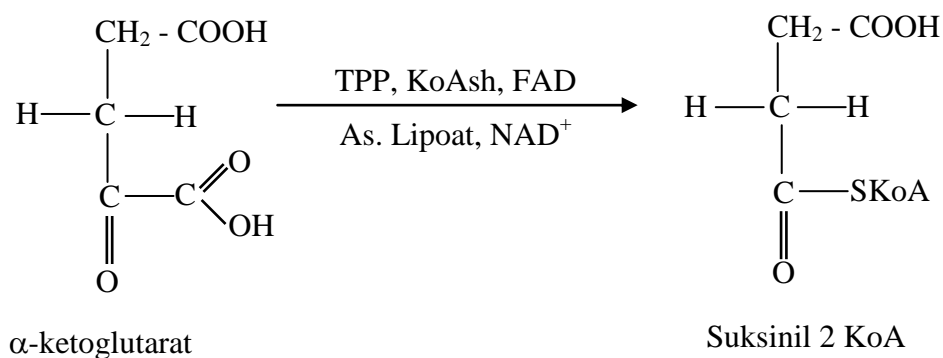 CH₂ - COOH
H C H
C C O
OH
O
α-ketoglutarat
TPP, KoAsh, FAD
As. Lipoat, NAD⁺
CH₂ - COOH
H C H
C SKoA
O
Suksinil 2 KoA